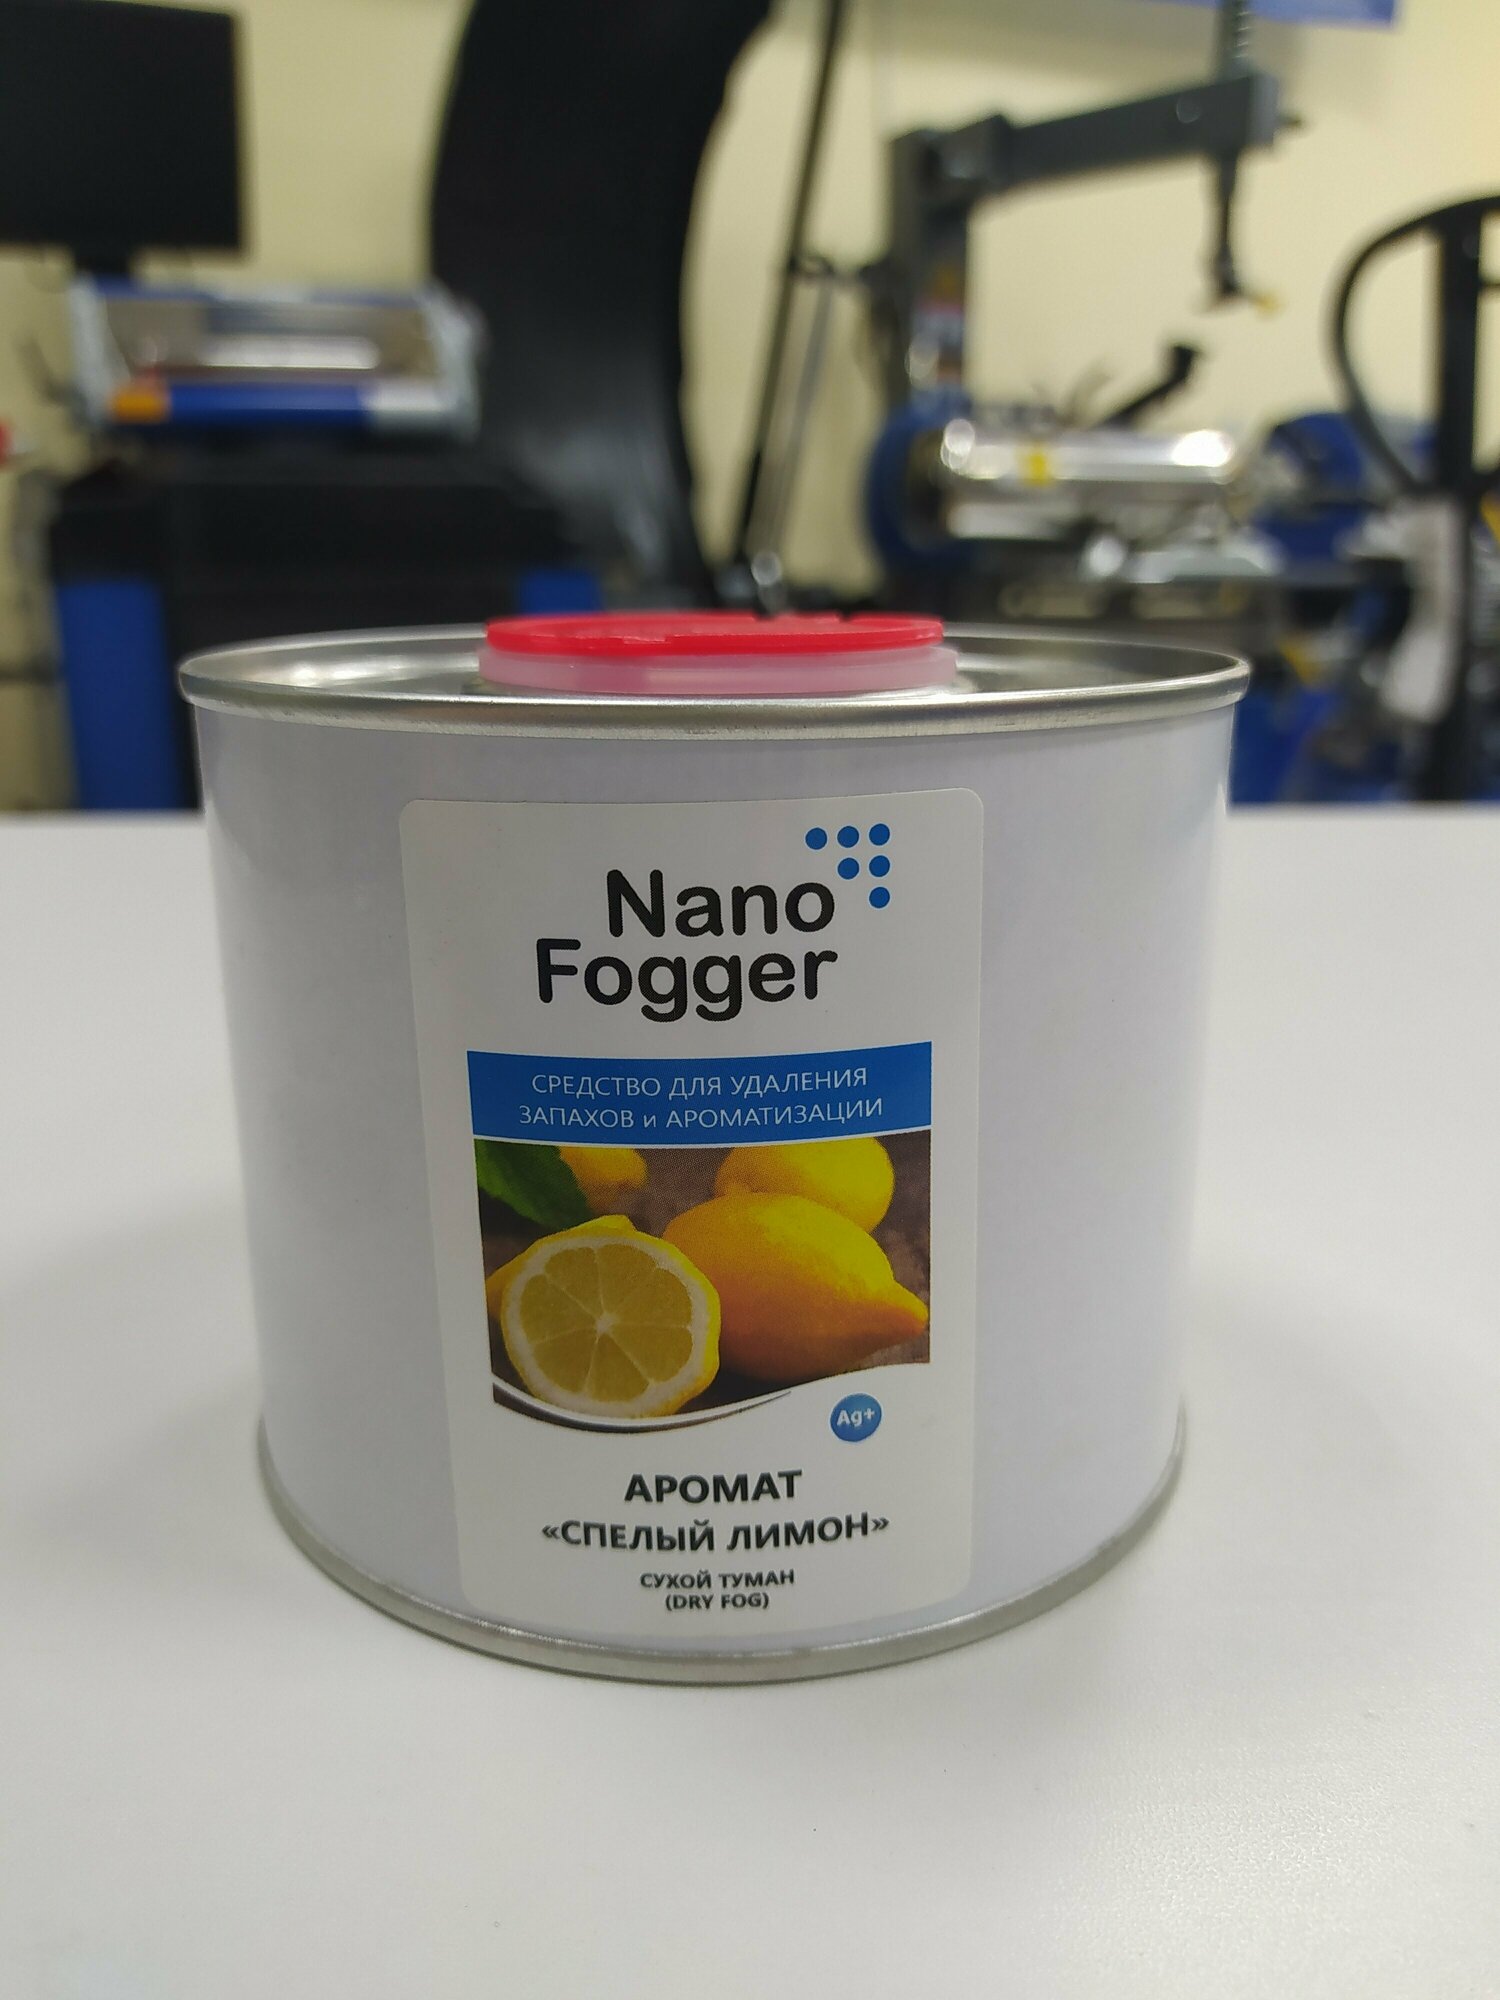 Nano
Fogger
СРЕДСТВО ДЛЯ УДАЛЕНИЯ
ЗАПАХОВ и АРОМАТИЗАЦИИ
Ag+
АРОМАТ
«СПЕЛЫЙ ЛИМОН»
СУХОЙ ТУМАН
(DRY FOG)